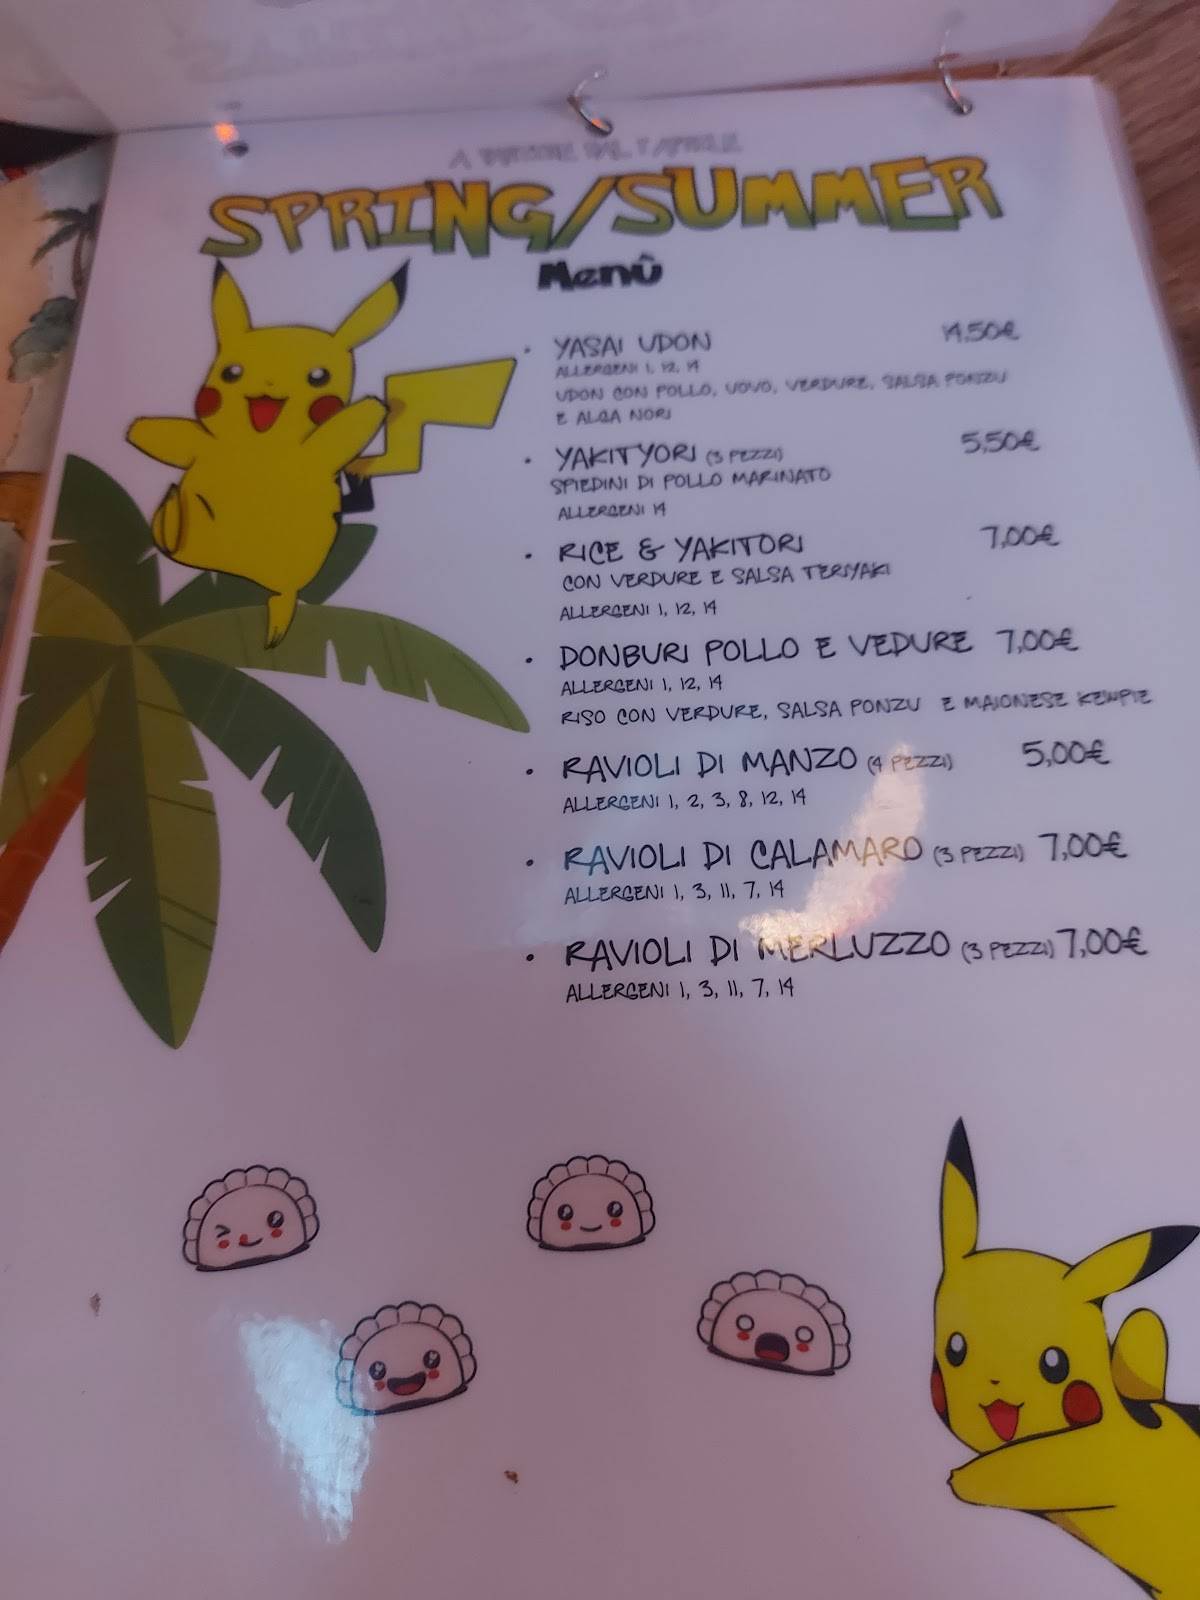 A PARTIRE DAL 1 APRILE
SPRING/SUMMER
Menù
• YASAI UDON 14,50€
ALLERGENI 1, 12, 14
UDON CON POLLO, UOVO, VERDURE, SALSA PONZU
E ALGA NORI
• YAKITYORI (3 PEZZI) 5,50€
SPIEDINI DI POLLO MARINATO
ALLERGENI 14
• RICE & YAKITORI 7,00€
CON VERDURE E SALSA TERIYAKI
ALLERGENI 1, 12, 14
• DONBURI POLLO E VEDURE 7,00€
ALLERGENI 1, 12, 14
RISO CON VERDURE, SALSA PONZU E MAIONESE KEWPIE
• RAVIOLI DI MANZO (4 PEZZI) 5,00€
ALLERGENI 1, 2, 3, 8, 12, 14
• RAVIOLI DI CALAMARO (3 PEZZI) 7,00€
ALLERGENI 1, 3, 11, 7, 14
• RAVIOLI DI MERLUZZO (3 PEZZI) 7,00€
ALLERGENI 1, 3, 11, 7, 14